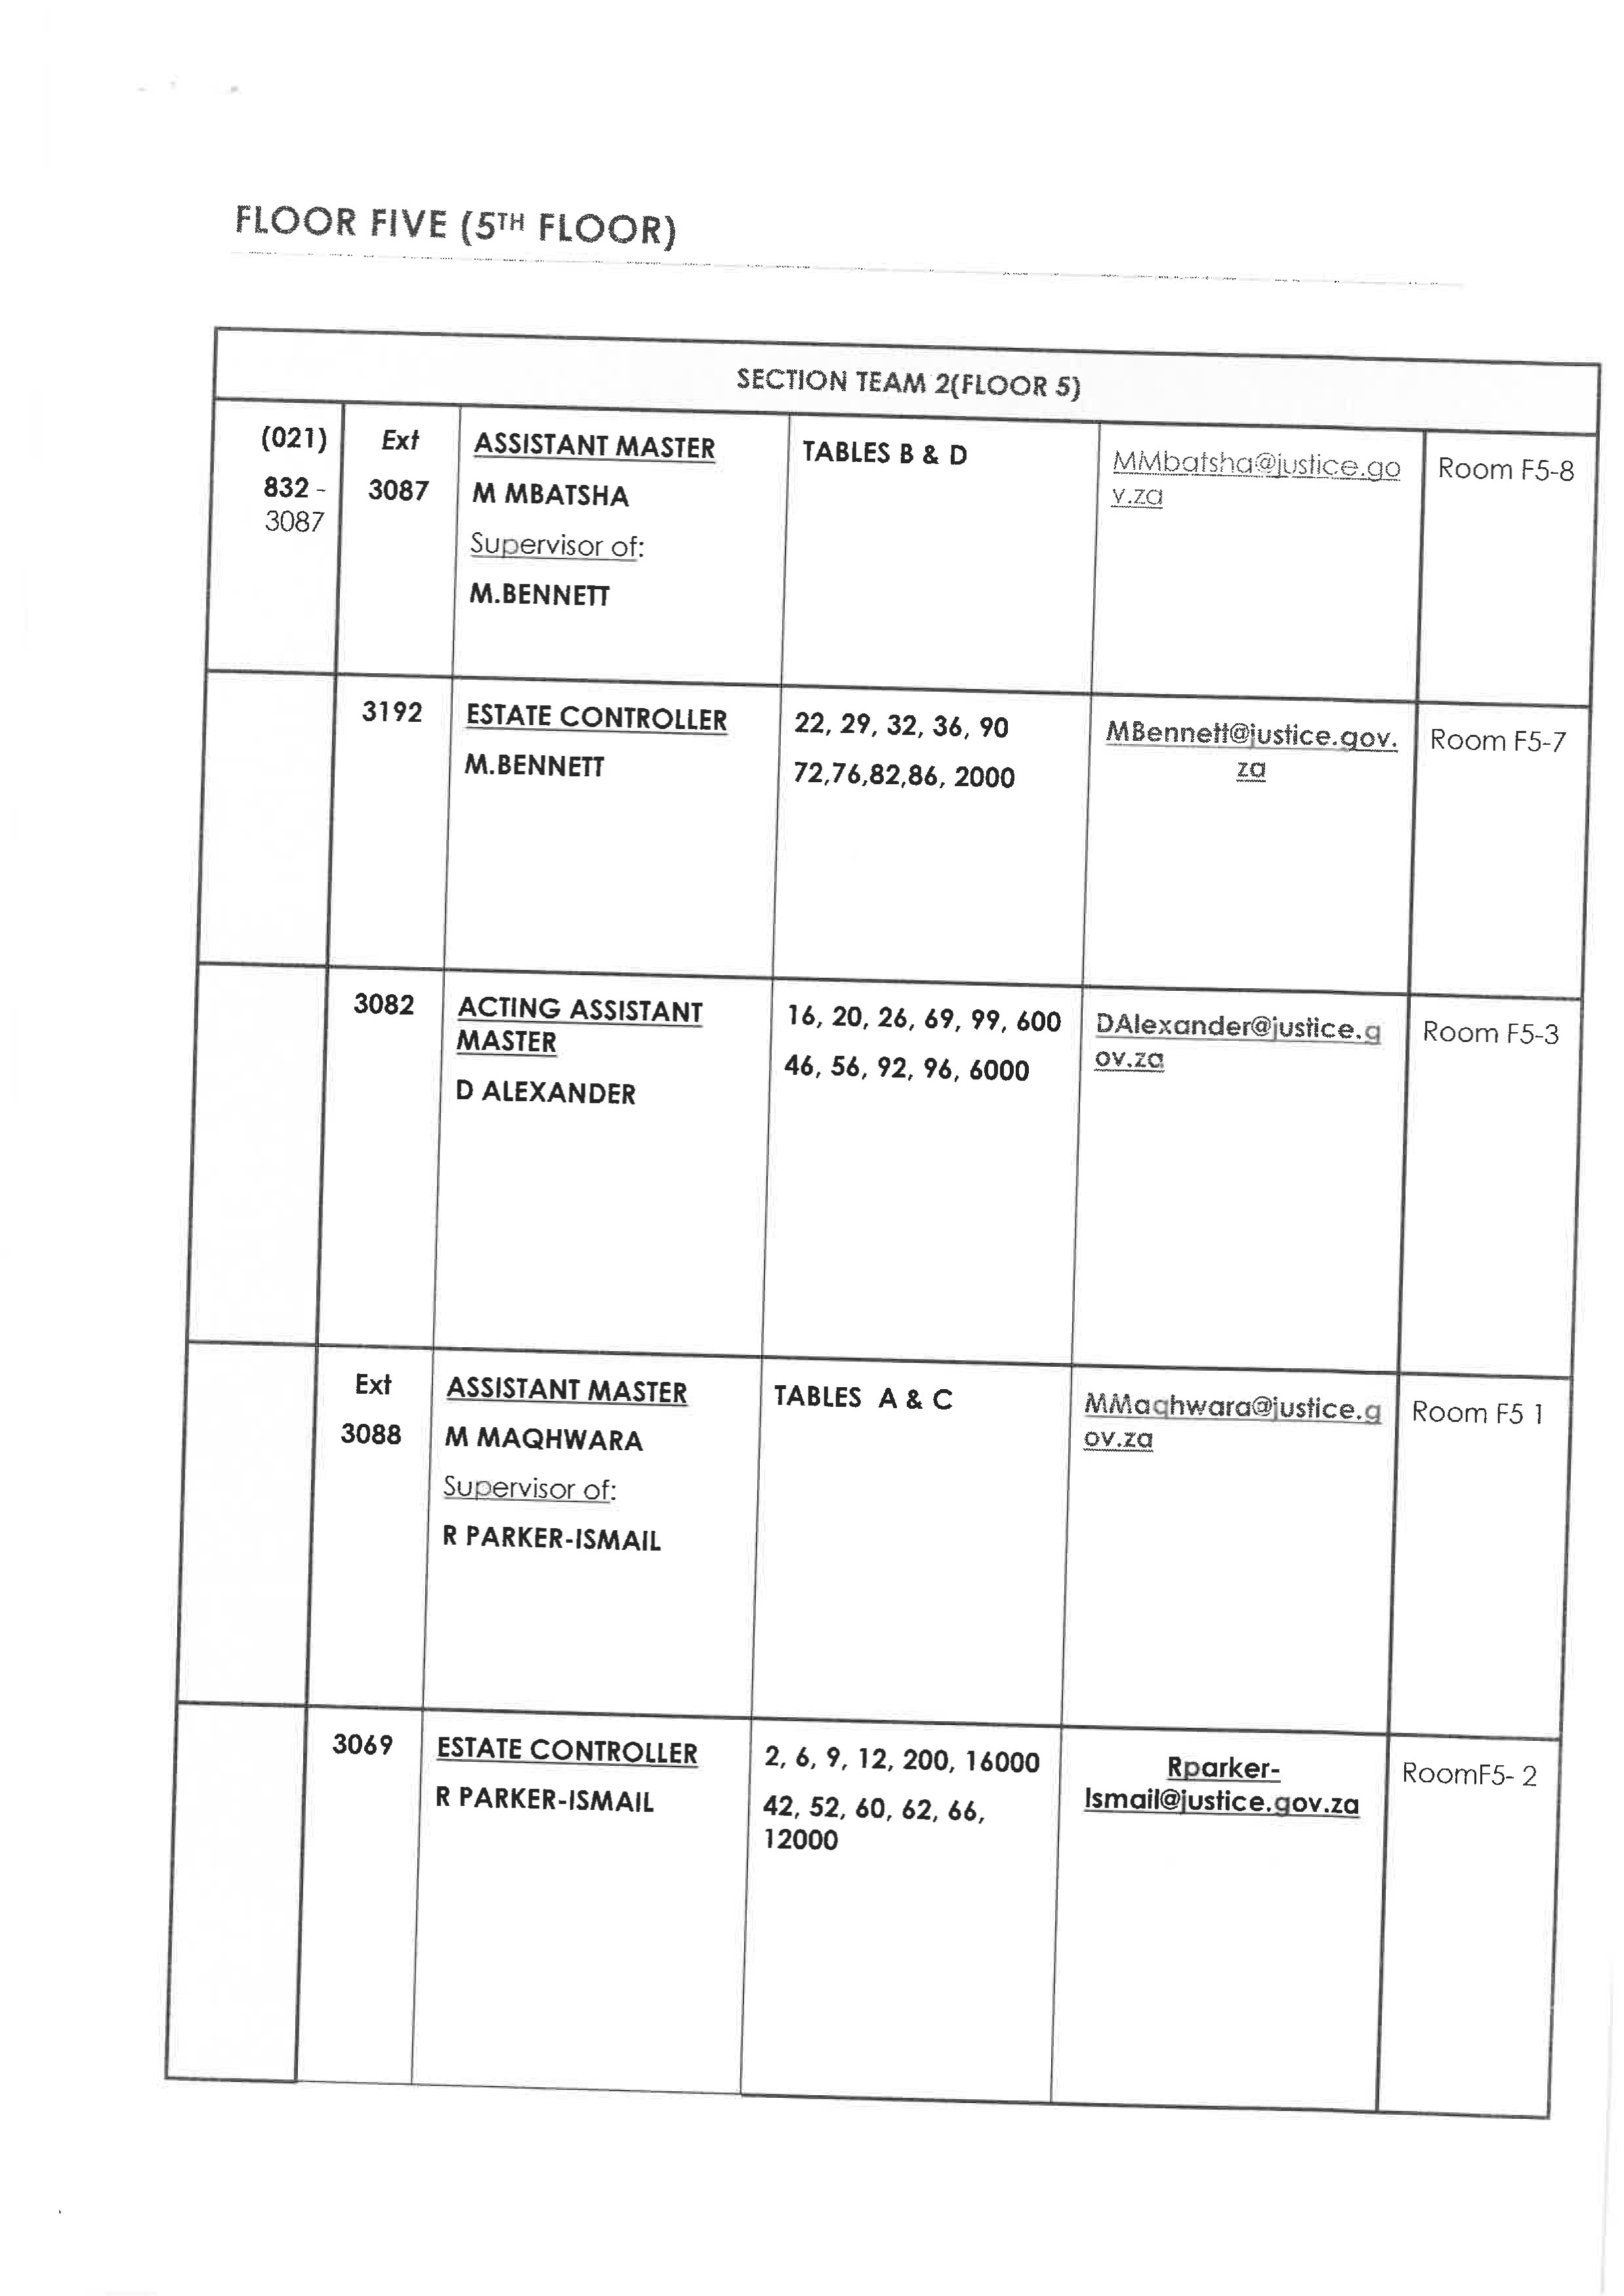 FLOOR FIVE (5TH FLOOR)
SECTION TEAM 2(FLOOR 5)
(021)
832 -
3087
Ext
3087
ASSISTANT MASTER
M MBATSHA
Supervisor of:
M.BENNETT
TABLES B & D
MMbatsha@justice.go
v.za
Room F5-8
3192
ESTATE CONTROLLER
M.BENNETT
22, 29, 32, 36, 90
72,76,82,86, 2000
MBennett@justice.gov.
za
Room F5-7
3082
ACTING ASSISTANT
MASTER
D ALEXANDER
16, 20, 26, 69, 99, 600
46, 56, 92, 96, 6000
DAlexander@justice.g
ov.za
Room F5-3
Ext
3088
ASSISTANT MASTER
M MAQHWARA
Supervisor of:
R PARKER-ISMAIL
TABLES A & C
MMaqhwara@justice.g
ov.za
Room F5 1
3069
ESTATE CONTROLLER
R PARKER-ISMAIL
2, 6, 9, 12, 200, 16000
42, 52, 60, 62, 66,
12000
Rparker-
Ismail@justice.gov.za
RoomF5- 2